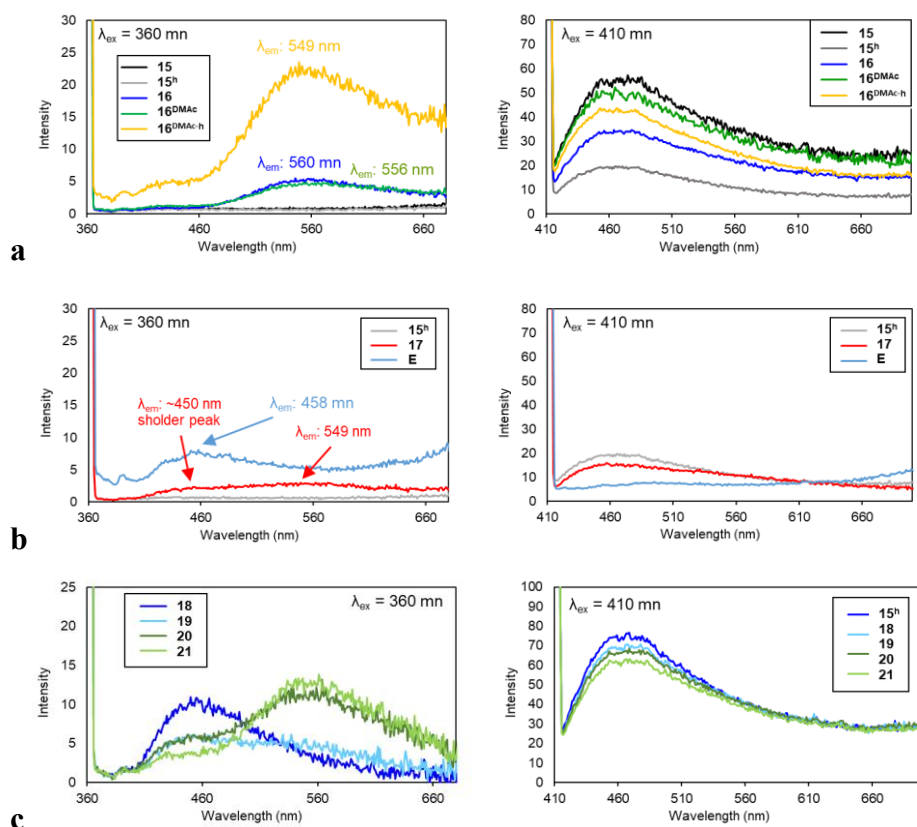 λex = 360 mn
15
15h
16
16DMAc
16DMAc-h
λem: 549 nm
λem: 560 mn
λem: 556 nm
Intensity
30
25
20
15
10
5
0
360 460 560 660
Wavelength (nm)
λex = 410 mn
15
15h
16
16DMAc
16DMAc-h
Intensity
80
70
60
50
40
30
20
10
0
410 460 510 560 610 660
Wavelength (nm)
a
λex = 360 mn
15h
17
E
λem: ~450 nm
sholder peak
λem: 458 mn
λem: 549 nm
Intensity
30
25
20
15
10
5
0
360 460 560 660
Wavelength (nm)
λex = 410 mn
15h
17
E
Intensity
80
70
60
50
40
30
20
10
0
410 460 510 560 610 660
Wavelength (nm)
b
18
19
20
21
λex = 360 mn
Intensity
25
20
15
10
5
0
360 460 560 660
Wavelength (nm)
λex = 410 mn
15h
18
19
20
21
Intensity
100
90
80
70
60
50
40
30
20
10
0
410 460 510 560 610 660
Wavelength (nm)
c